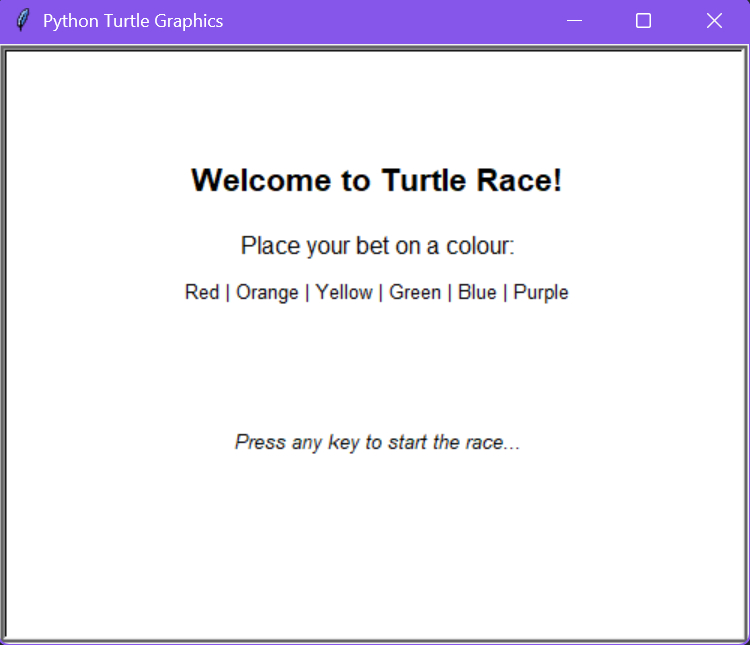 Python Turtle Graphics
Welcome to Turtle Race!
Place your bet on a colour:
Red | Orange | Yellow | Green | Blue | Purple
Press any key to start the race...